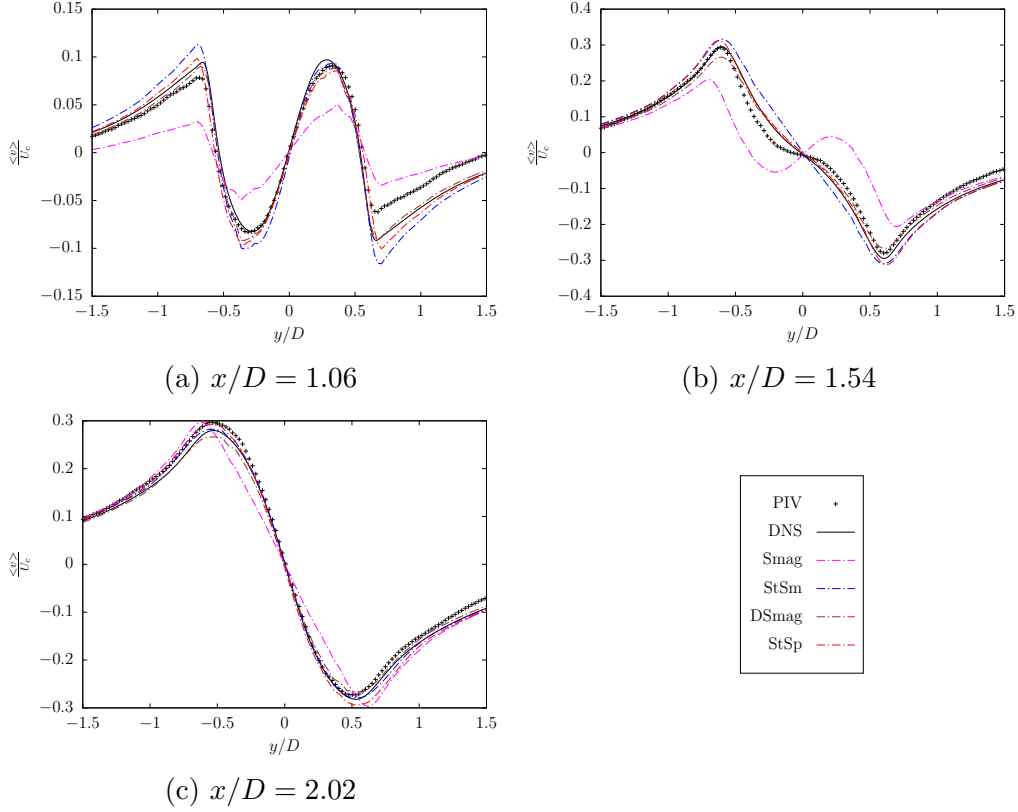 0.15
0.1
0.05
0
−0.05
−0.1
−0.15
<v>
U_c
−1.5 −1 −0.5 0 0.5 1 1.5
y/D
(a) x/D = 1.06
0.4
0.3
0.2
0.1
0
−0.1
−0.2
−0.3
−0.4
<v>
U_c
−1.5 −1 −0.5 0 0.5 1 1.5
y/D
(b) x/D = 1.54
0.3
0.2
0.1
0
−0.1
−0.2
−0.3
<v>
U_c
−1.5 −1 −0.5 0 0.5 1 1.5
y/D
(c) x/D = 2.02
PIV
DNS
Smag
StSm
DSmag
StSp